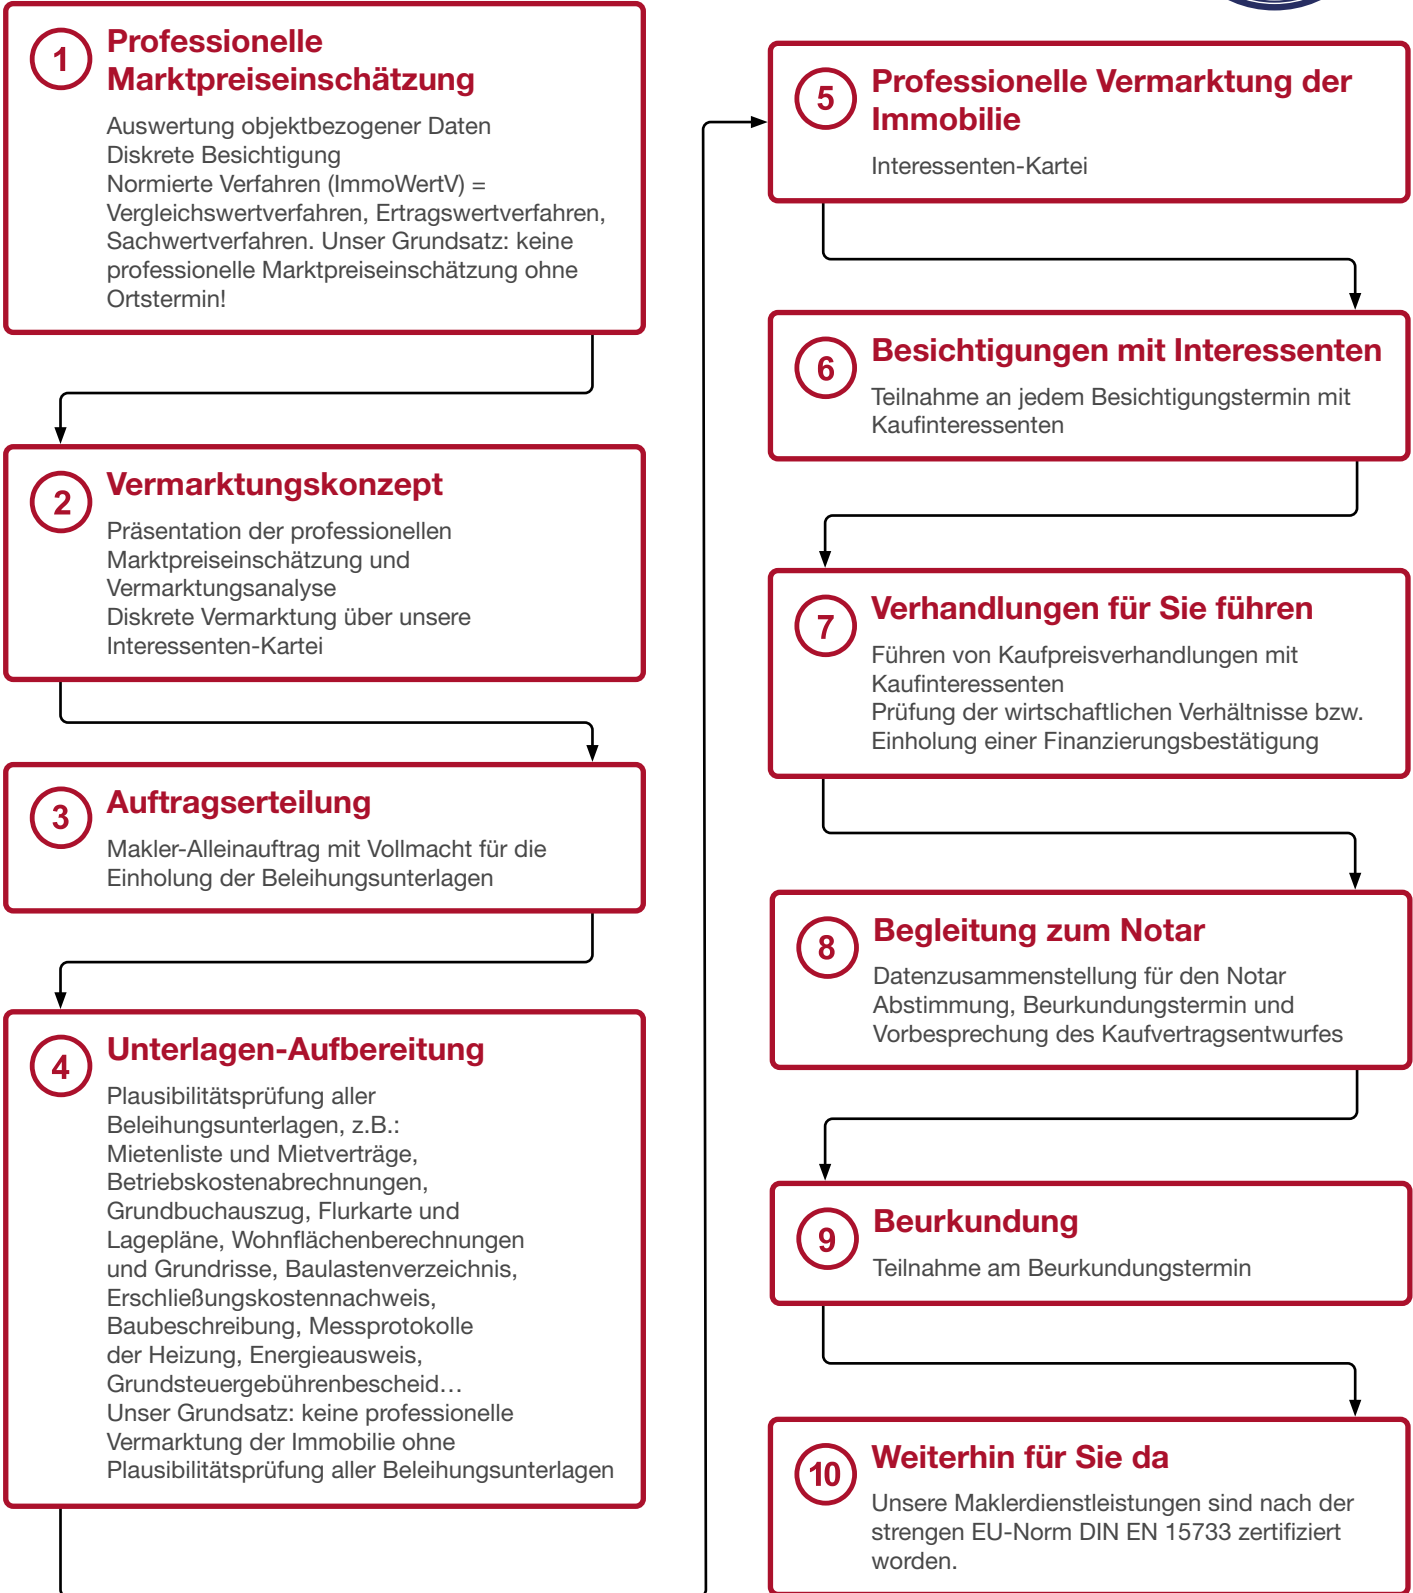 1
Professionelle
Marktpreiseinschätzung
Auswertung objektbezogener Daten
Diskrete Besichtigung
Normierte Verfahren (ImmoWertV) =
Vergleichswertverfahren, Ertragswertverfahren,
Sachwertverfahren. Unser Grundsatz: keine
professionelle Marktpreiseinschätzung ohne
Ortstermin!
2
Vermarktungskonzept
Präsentation der professionellen
Marktpreiseinschätzung und
Vermarktungsanalyse
Diskrete Vermarktung über unsere
Interessenten-Kartei
3
Auftragserteilung
Makler-Alleinauftrag mit Vollmacht für die
Einholung der Beleihungsunterlagen
4
Unterlagen-Aufbereitung
Plausibilitätsprüfung aller
Beleihungsunterlagen, z.B.:
Mietenliste und Mietverträge,
Betriebskostenabrechnungen,
Grundbuchauszug, Flurkarte und
Lagepläne, Wohnflächenberechnungen
und Grundrisse, Baulastenverzeichnis,
Erschließungskostennachweis,
Baubeschreibung, Messprotokolle
der Heizung, Energieausweis,
Grundsteuergebührenbescheid…
Unser Grundsatz: keine professionelle
Vermarktung der Immobilie ohne
Plausibilitätsprüfung aller Beleihungsunterlagen
5
Professionelle Vermarktung der
Immobilie
Interessenten-Kartei
6
Besichtigungen mit Interessenten
Teilnahme an jedem Besichtigungstermin mit
Kaufinteressenten
7
Verhandlungen für Sie führen
Führen von Kaufpreisverhandlungen mit
Kaufinteressenten
Prüfung der wirtschaftlichen Verhältnisse bzw.
Einholung einer Finanzierungsbestätigung
8
Begleitung zum Notar
Datenzusammenstellung für den Notar
Abstimmung, Beurkundungstermin und
Vorbesprechung des Kaufvertragsentwurfes
9
Beurkundung
Teilnahme am Beurkundungstermin
10
Weiterhin für Sie da
Unsere Maklerdienstleistungen sind nach der
strengen EU-Norm DIN EN 15733 zertifiziert
worden.